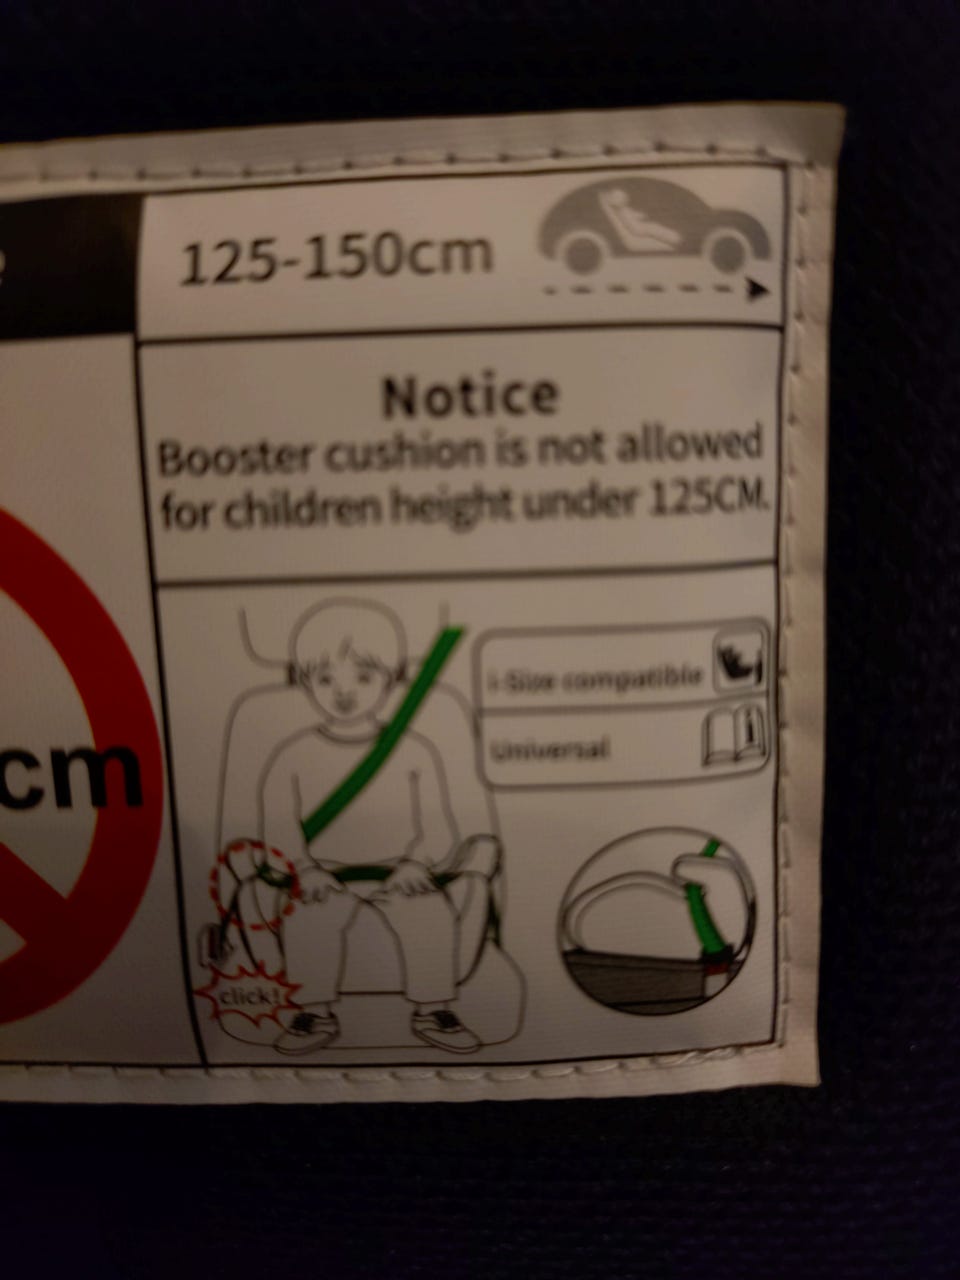 e
125-150cm
Notice
Booster cushion is not allowed
for children height under 125CM.
cm
i-Size compatible
Universal
click!